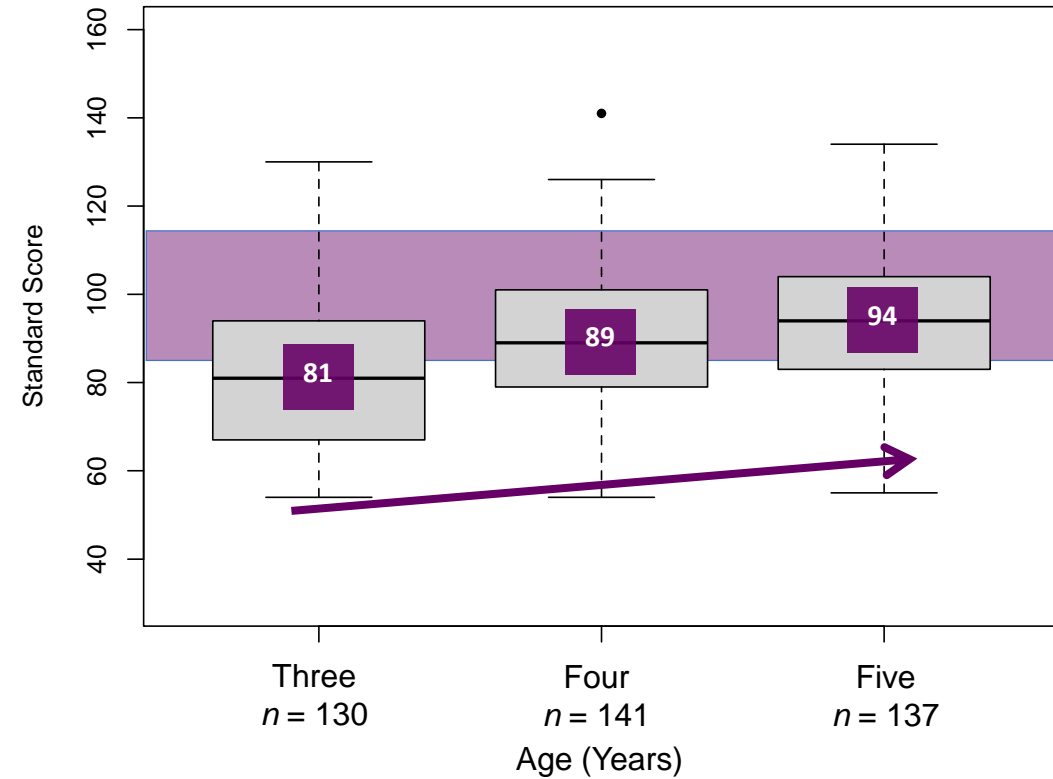 160
140
120
100
80
60
40
Standard Score
81
89
94
Three
n = 130
Four
n = 141
Five
n = 137
Age (Years)